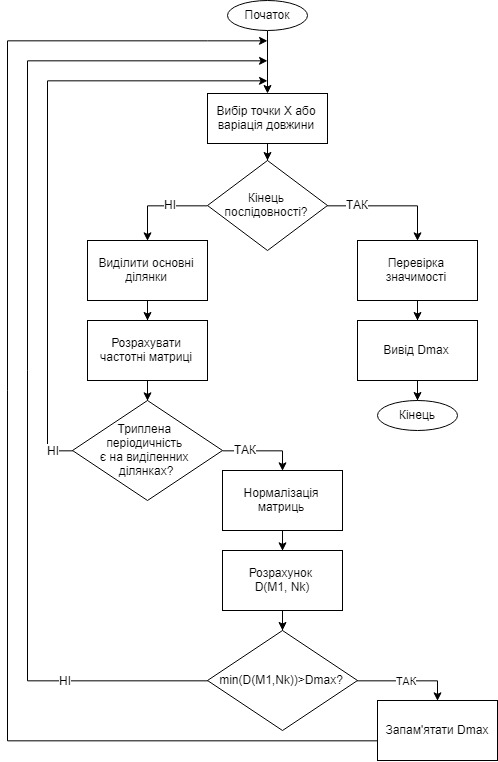 Початок
Вибір точки X або
варіація довжини
Кінець
послідовності?
НІ
ТАК
Виділити основні
ділянки
Перевірка
значимості
Розрахувати
частотні матриці
Вивід Dmax
Кінець
Триплена
періодичність
є на виділенних
ділянках?
НІ
ТАК
Нормалізація
матриць
Розрахунок
D(M1, Nk)
min(D(M1,Nk))>Dmax?
НІ
ТАК
Запам'ятати Dmax